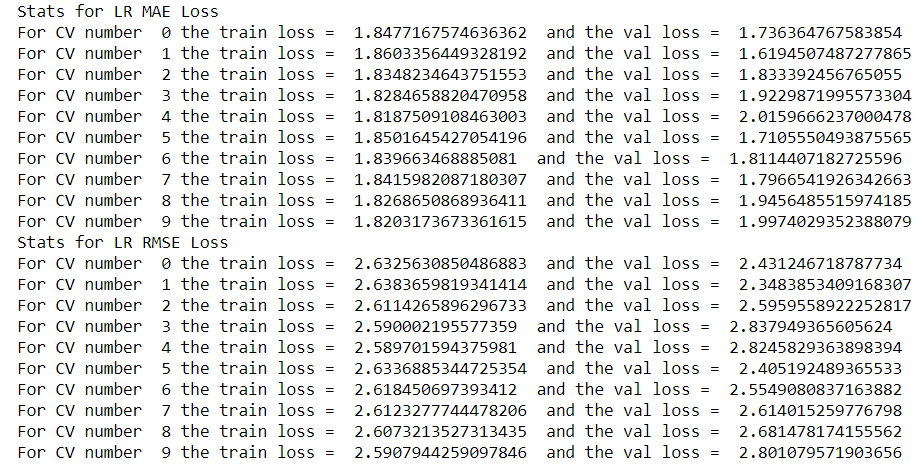 Stats for LR MAE Loss
For CV number  0 the train loss =  1.8477167574636362  and the val loss =  1.736364767583854
For CV number  1 the train loss =  1.8603356449328192  and the val loss =  1.6194507487277865
For CV number  2 the train loss =  1.8348234643751553  and the val loss =  1.833392456765055
For CV number  3 the train loss =  1.8284658820470958  and the val loss =  1.9229871995573304
For CV number  4 the train loss =  1.8187509108463003  and the val loss =  2.0159666237000478
For CV number  5 the train loss =  1.8501645427054196  and the val loss =  1.7105550493875565
For CV number  6 the train loss =  1.839663468885081  and the val loss =  1.8114407182725596
For CV number  7 the train loss =  1.8415982087180307  and the val loss =  1.7966541926342663
For CV number  8 the train loss =  1.8268650868936411  and the val loss =  1.9456485515974185
For CV number  9 the train loss =  1.8203173673361615  and the val loss =  1.9974029352388079
Stats for LR RMSE Loss
For CV number  0 the train loss =  2.6325630850486883  and the val loss =  2.431246718787734
For CV number  1 the train loss =  2.6383659819341414  and the val loss =  2.3483853409168307
For CV number  2 the train loss =  2.6114265896296733  and the val loss =  2.5959558922252817
For CV number  3 the train loss =  2.590002195577359  and the val loss =  2.837949365605624
For CV number  4 the train loss =  2.589701594375981  and the val loss =  2.8245829363898394
For CV number  5 the train loss =  2.6336885344725354  and the val loss =  2.405192489365533
For CV number  6 the train loss =  2.618450697393412  and the val loss =  2.5549080837163882
For CV number  7 the train loss =  2.6123277744478206  and the val loss =  2.614015259776798
For CV number  8 the train loss =  2.6073213527313435  and the val loss =  2.681478174155562
For CV number  9 the train loss =  2.5907944259097846  and the val loss =  2.801079571903656